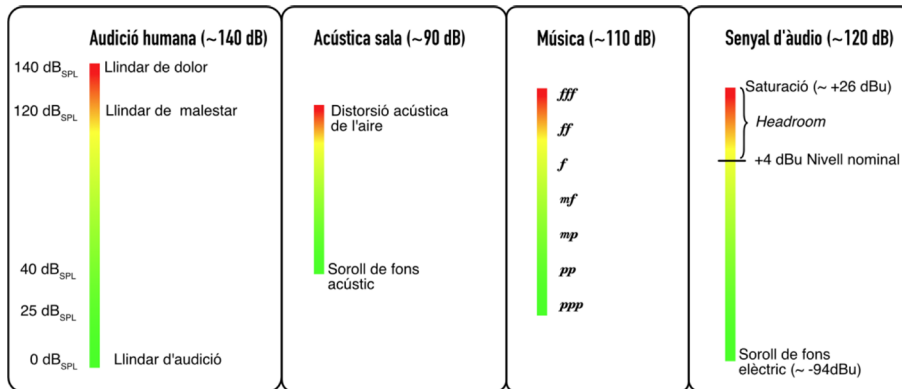 Audició humana (~140 dB)
140 dBSPL
Llindar de dolor
120 dBSPL
Llindar de malestar
40 dBSPL
25 dBSPL
0 dBSPL
Llindar d'audició
Acústica sala (~90 dB)
Distorsió acústica
de l'aire
Soroll de fons
acústic
Música (~110 dB)
fff
ff
f
mf
mp
pp
ppp
Senyal d'àudio (~120 dB)
Saturació (~ +26 dBu)
Headroom
+4 dBu Nivell nominal
Soroll de fons
elèctric (~ -94dBu)